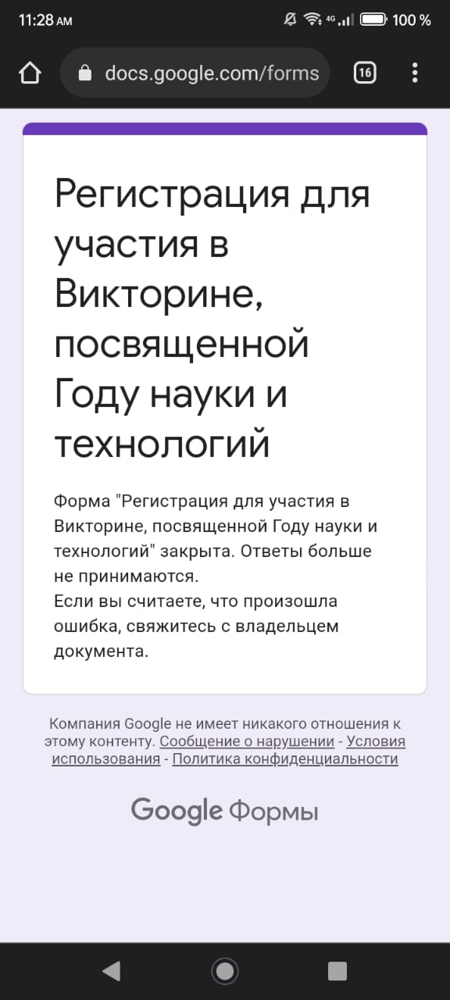 11:28 AM
4G
100 %
docs.google.com/forms
16
Регистрация для
участия в
Викторине,
посвященной
Году науки и
технологий
Форма "Регистрация для участия в
Викторине, посвященной Году науки и
технологий" закрыта. Ответы больше
не принимаются.
Если вы считаете, что произошла
ошибка, свяжитесь с владельцем
документа.
Компания Google не имеет никакого отношения к
этому контенту. Сообщение о нарушении - Условия
использования - Политика конфиденциальности
Google Формы